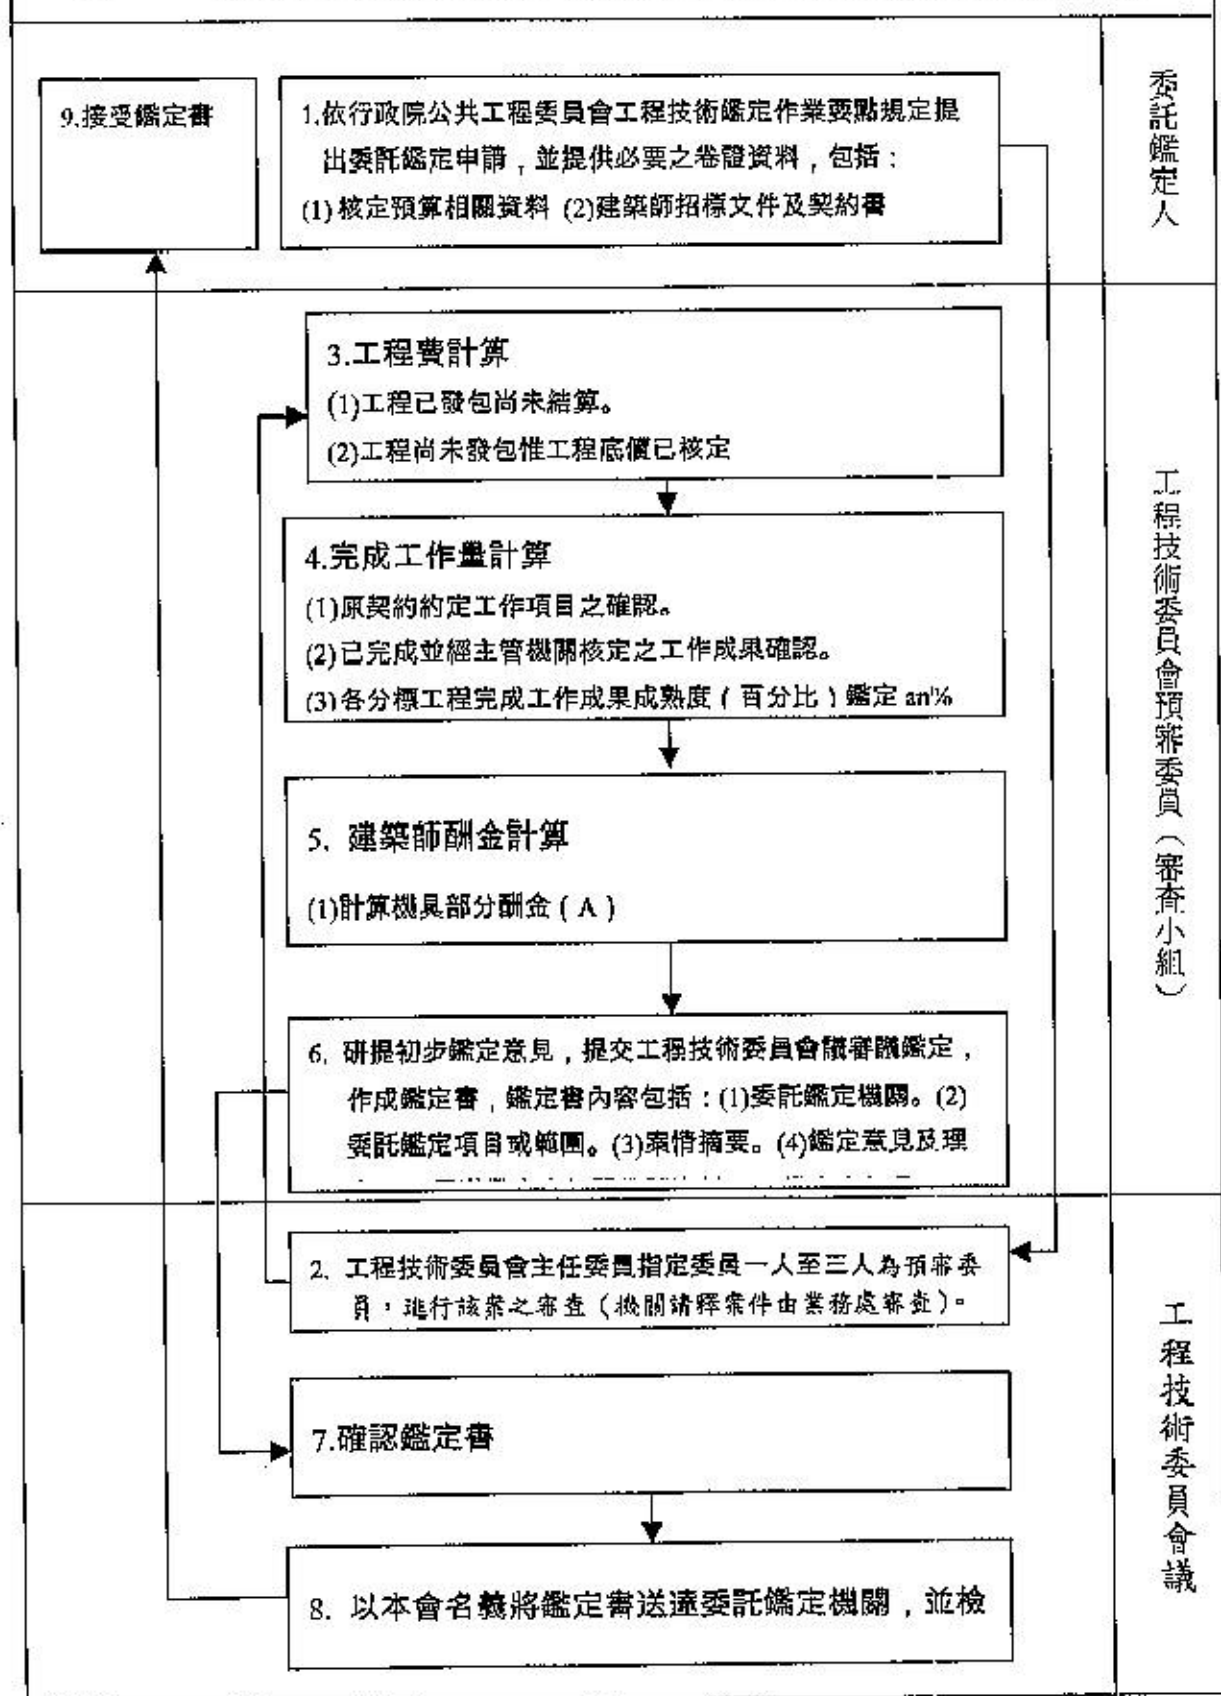 委託鑑定人
9.接受鑑定書
1.依行政院公共工程委員會工程技術鑑定作業要點規定提
出委託鑑定申請，並提供必要之卷證資料，包括：
(1) 核定預算相關資料 (2)建築師招標文件及契約書
工程技術委員會預審委員（審查小組）
3.工程費計算
(1)工程已發包尚未結算。
(2)工程尚未發包惟工程底價已核定
4.完成工作量計算
(1)原契約約定工作項目之確認。
(2)已完成並經主管機關核定之工作成果確認。
(3)各分標工程完成工作成果成熟度（百分比）鑑定 an%
5. 建築師酬金計算
(1)計算機具部分酬金（A）
6. 研提初步鑑定意見，提交工程技術委員會議審議鑑定，
作成鑑定書，鑑定書內容包括：(1)委託鑑定機關。(2)
委託鑑定項目或範圍。(3)案情摘要。(4)鑑定意見及理
工程技術委員會議
2. 工程技術委員會主任委員指定委員一人至三人為預審委
員，進行該案之審查（機關請釋案件由業務處審查）。
7.確認鑑定書
8. 以本會名義將鑑定書送達委託鑑定機關，並檢